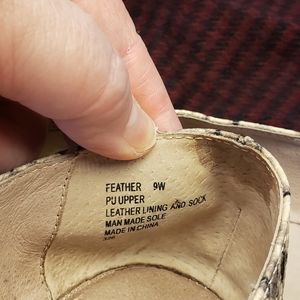 FEATHER 9W
PU UPPER
LEATHER LINING AND SOCK
MAN MADE SOLE
MADE IN CHINA